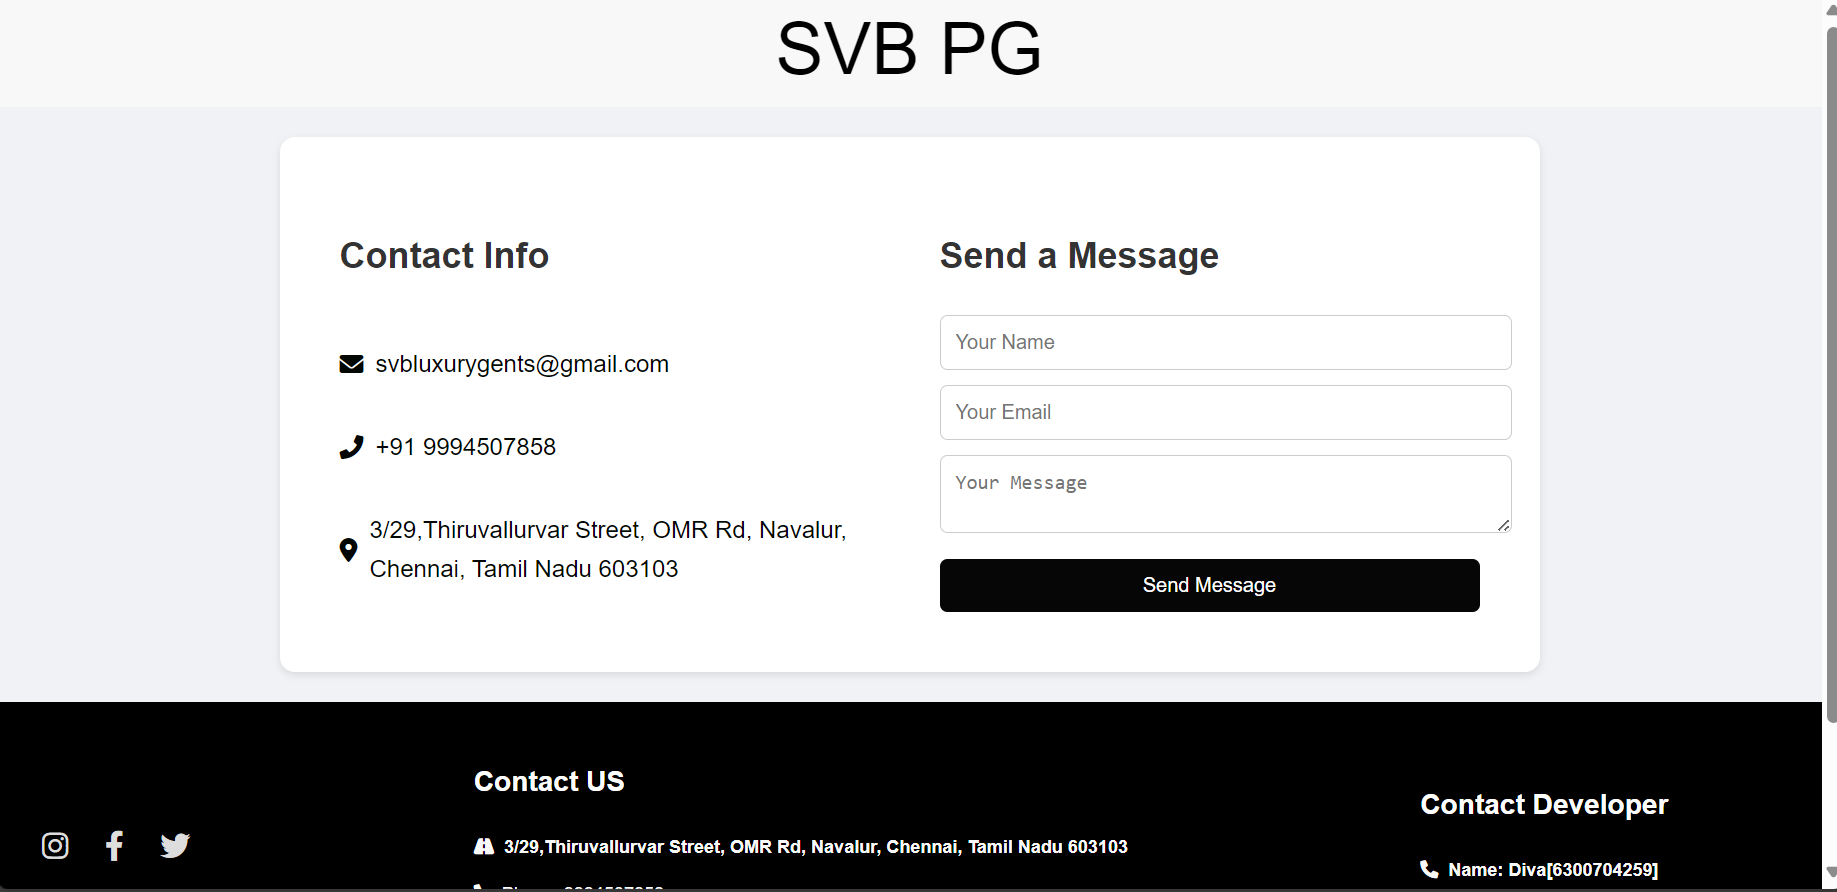 SVB PG
Contact Info
svbluxurygents@gmail.com
+91 9994507858
3/29,Thiruvallurvar Street, OMR Rd, Navalur,
Chennai, Tamil Nadu 603103
Send a Message
Your Name
Your Email
Your Message
Send Message
Contact US
3/29,Thiruvallurvar Street, OMR Rd, Navalur, Chennai, Tamil Nadu 603103
Contact Developer
Name: Diva[6300704259]